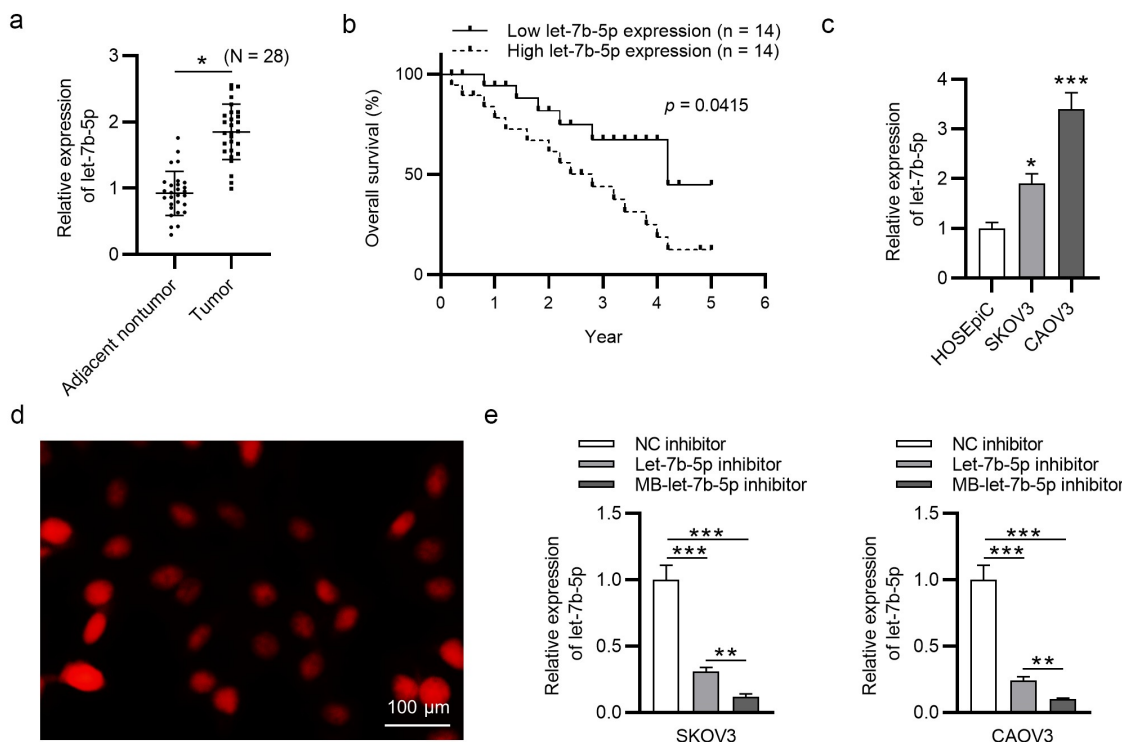 a
*
(N = 28)
3
2
1
0
Relative expression
of let-7b-5p
Adjacent nontumor
Tumor
b
Low let-7b-5p expression (n = 14)
High let-7b-5p expression (n = 14)
100
50
0
Overall survival (%)
p = 0.0415
0 1 2 3 4 5 6
Year
c
4
3
2
1
0
Relative expression
of let-7b-5p
*
***
HOSEpiC
SKOV3
CAOV3
d
100 µm
e
NC inhibitor
Let-7b-5p inhibitor
MB-let-7b-5p inhibitor
1.5
1.0
0.5
0.0
Relative expression
of let-7b-5p
***
***
**
SKOV3
NC inhibitor
Let-7b-5p inhibitor
MB-let-7b-5p inhibitor
1.5
1.0
0.5
0.0
Relative expression
of let-7b-5p
***
***
**
CAOV3